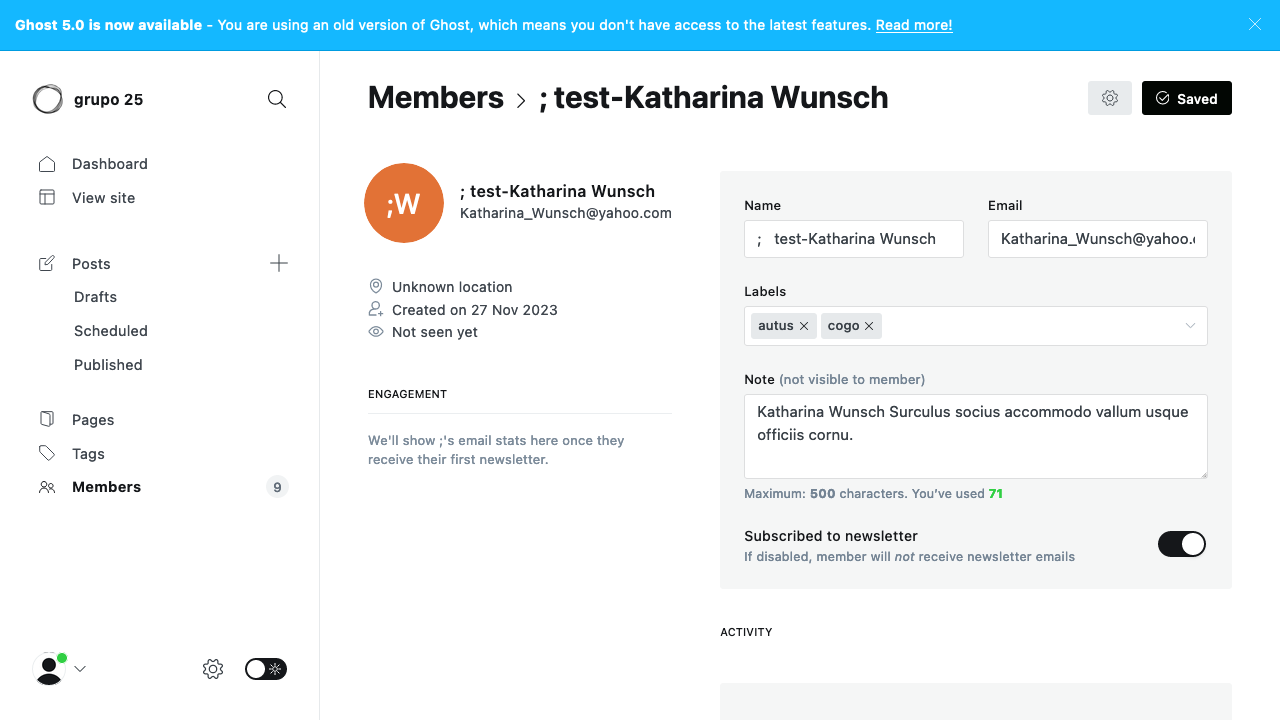 Ghost 5.0 is now available - You are using an old version of Ghost, which means you don't have access to the latest features. Read more!
grupo 25
Dashboard
View site
Posts
Drafts
Scheduled
Published
Pages
Tags
Members 9
Members > ; test-Katharina Wunsch
Saved
;W
; test-Katharina Wunsch
Katharina_Wunsch@yahoo.com
Unknown location
Created on 27 Nov 2023
Not seen yet
ENGAGEMENT
We'll show ;'s email stats here once they
receive their first newsletter.
Name Email
; test-Katharina Wunsch Katharina_Wunsch@yahoo.
Labels
autus cogo
Note (not visible to member)
Katharina Wunsch Surculus socius accommodo vallum usque
officiis cornu.
Maximum: 500 characters. You've used 71
Subscribed to newsletter
If disabled, member will not receive newsletter emails
ACTIVITY